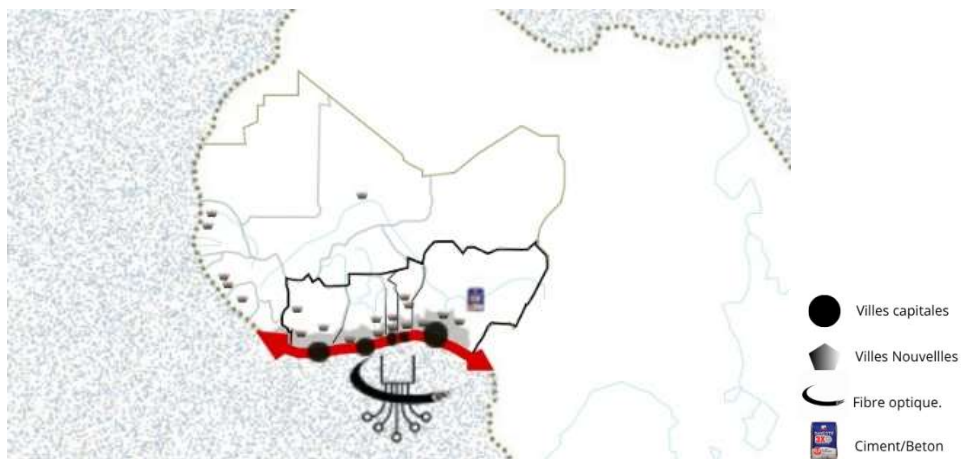 Villes capitales
Villes Nouvellles
Fibre optique.
Ciment/Beton